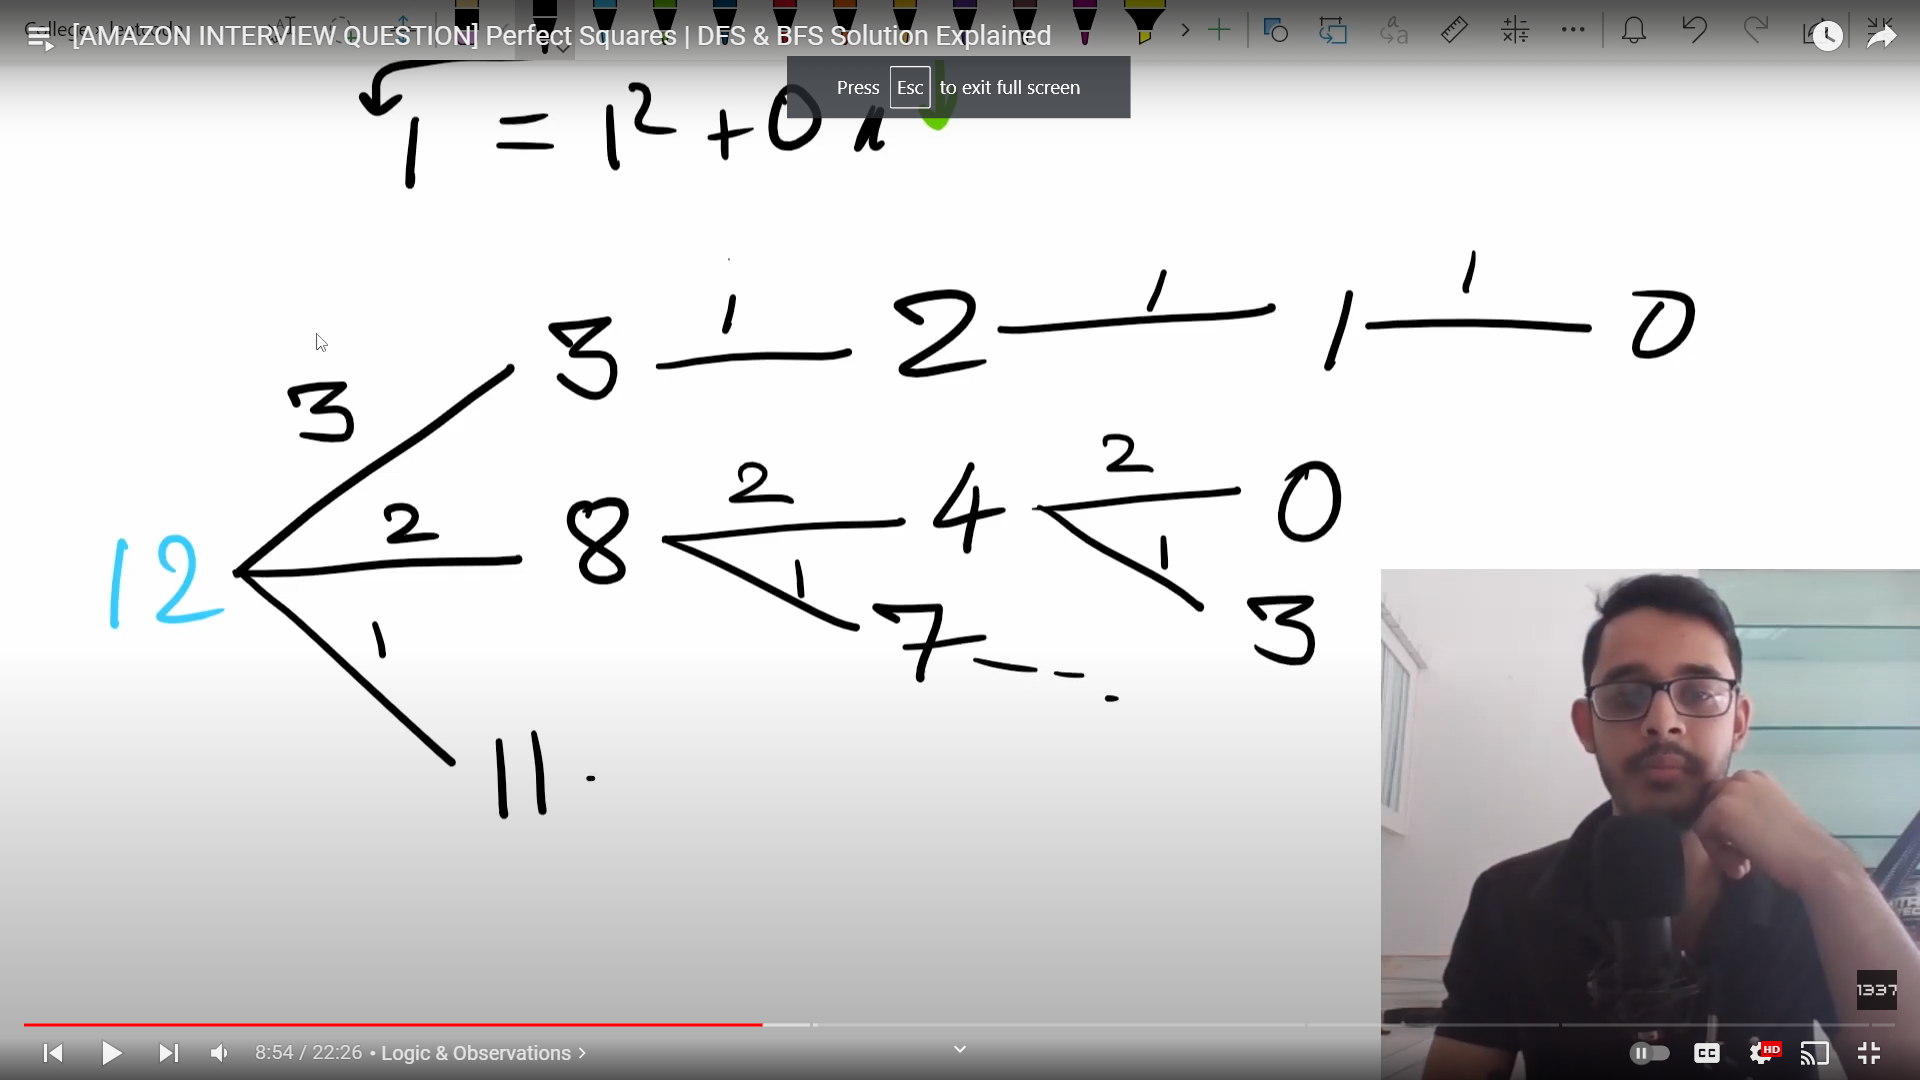 [AMAZON INTERVIEW QUESTION] Perfect Squares | DFS & BFS Solution Explained
Press Esc to exit full screen
1 = 1² + 0
1 1 1
3 2 1 0
3
2 2 2
12 8 4 0
1 1 1
7 --- . 3
11 .
1337
8:54 / 22:26 • Logic & Observations >
CC HD